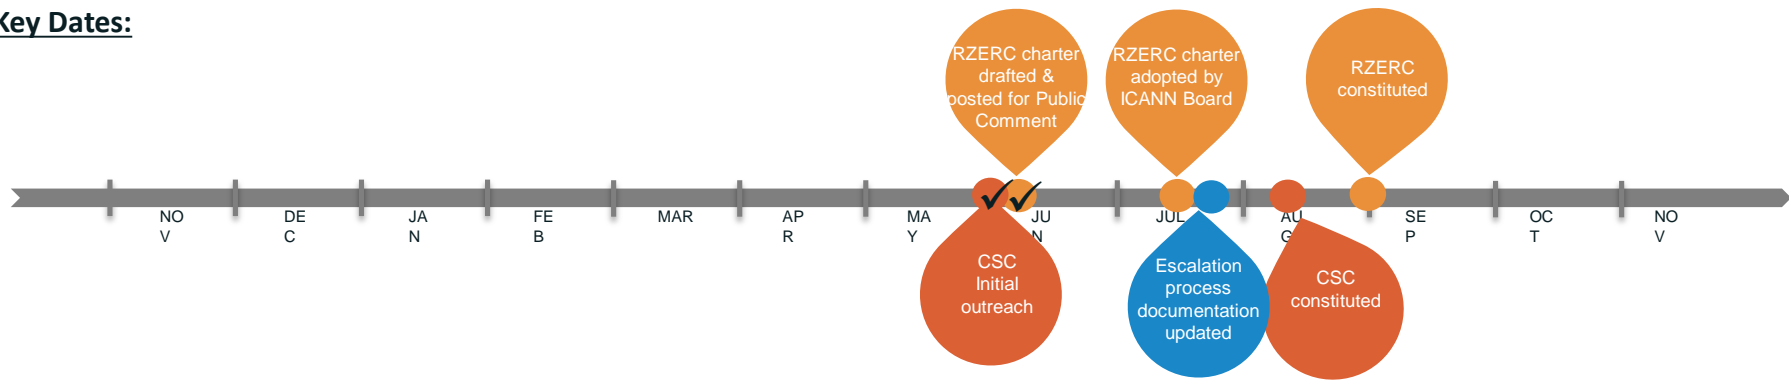 Key Dates:
RZERC charter
drafted &
posted for Public
Comment
RZERC charter
adopted by
ICANN Board
RZERC
constituted
NO
V
DE
C
JA
N
FE
B
MAR
AP
R
MA
Y
JU
N
JUL
AU
G
SE
P
OC
T
NO
V
CSC
Initial
outreach
Escalation
process
documentation
updated
CSC
constituted